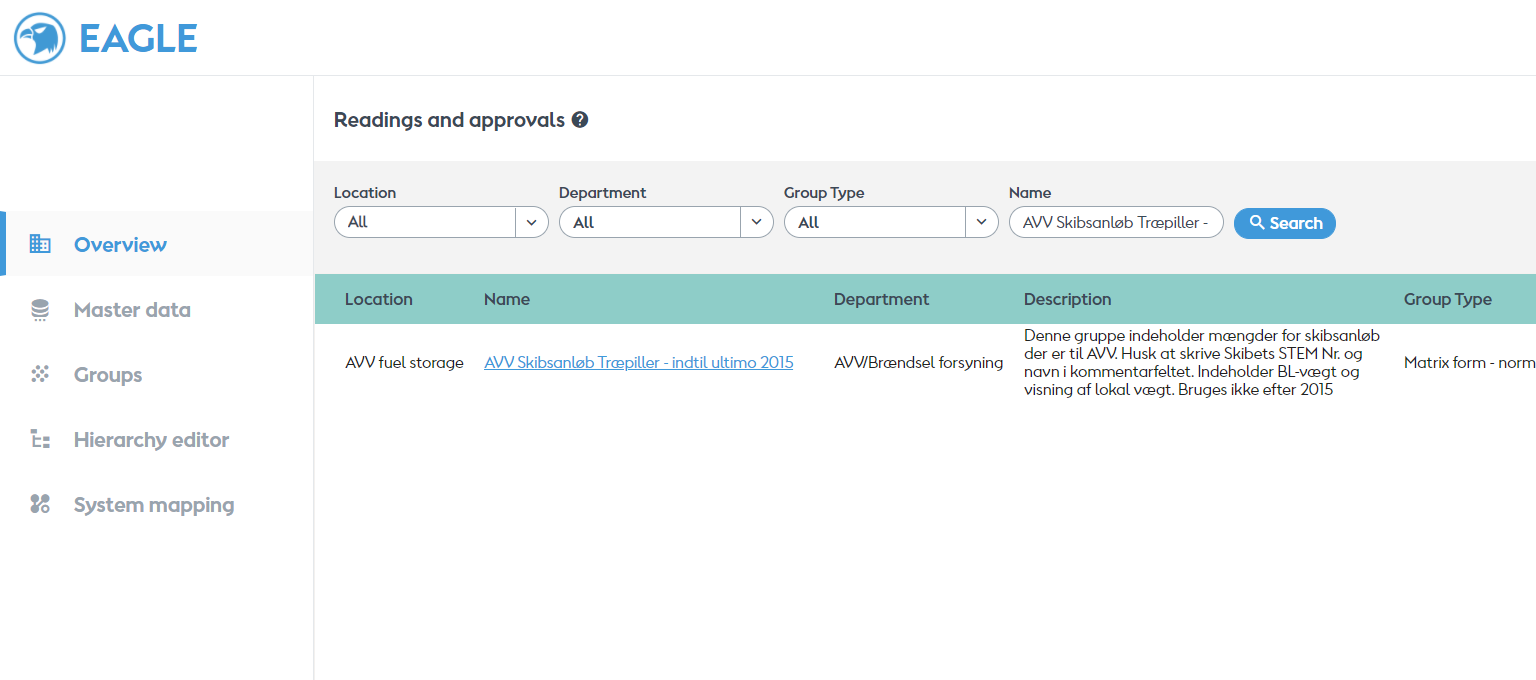 EAGLE
Readings and approvals
Location Department Group Type Name
All All All AVV Skibsanløb Træpiller - Search
Overview
Master data
Groups
Hierarchy editor
System mapping
Location Name Department Description Group Type
AVV fuel storage AVV Skibsanløb Træpiller - indtil ultimo 2015 AVV/Brændsel forsyning
Denne gruppe indeholder mængder for skibsanløb
der er til AVV. Husk at skrive Skibets STEM Nr. og
navn i kommentarfeltet. Indeholder BL-vægt og
visning af lokal vægt. Bruges ikke efter 2015
Matrix form - norm